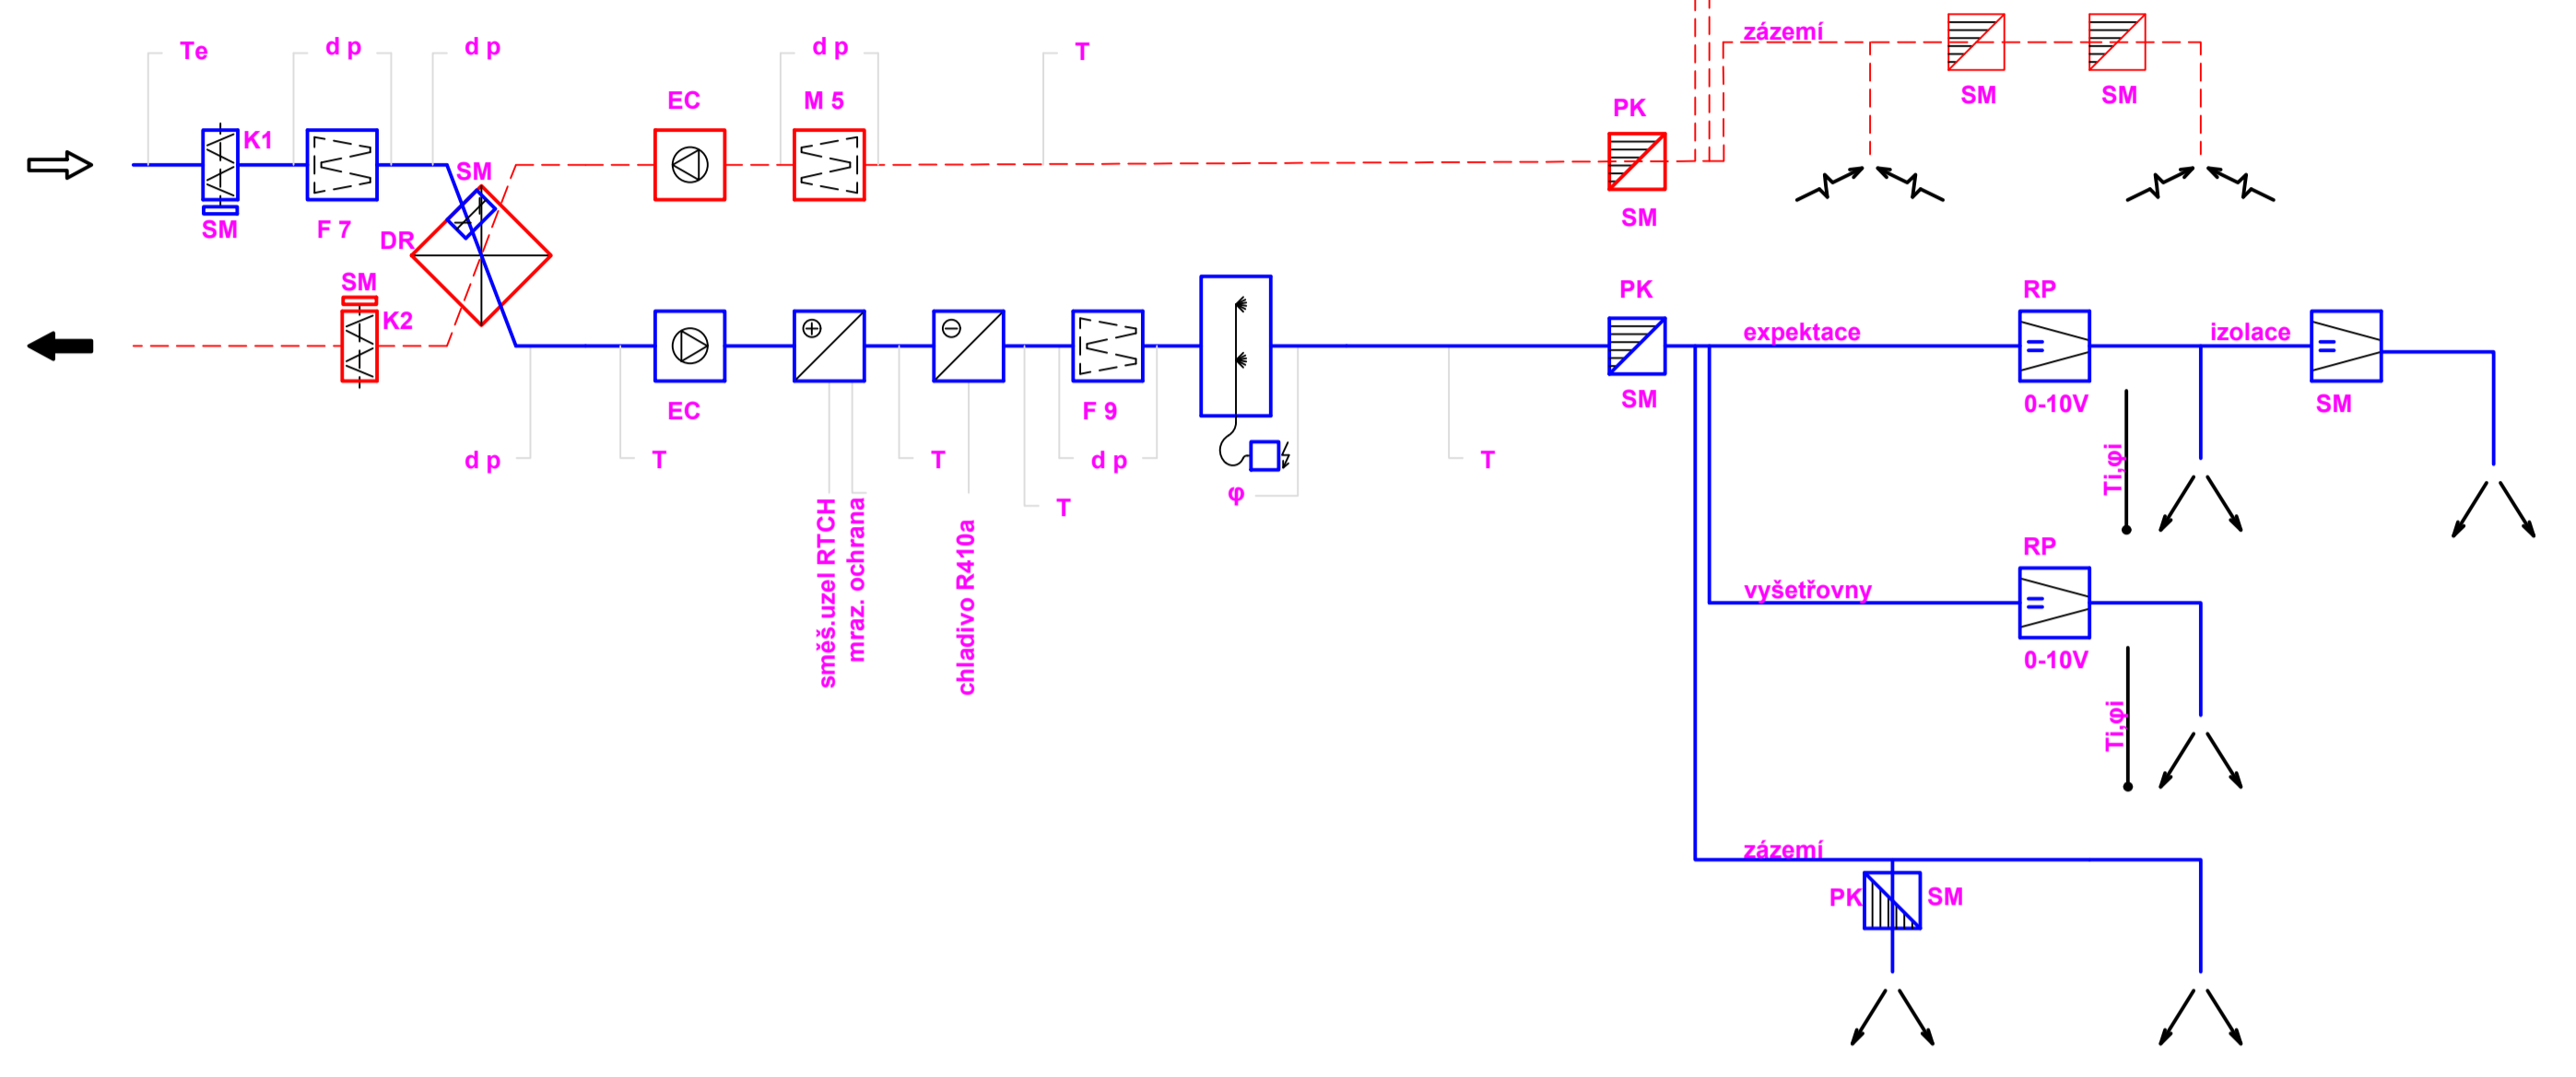 Te
d p
d p
EC
d p
M 5
T
PK
SM
zázemí
SM
SM
K1
SM
F 7
SM
DR
SM
K2
EC
d p
T
T
T
F 9
d p
φ
T
směš.uzel RTCH
mraz. ochrana
chladivo R410a
PK
SM
expektace
RP
0-10V
izolace
SM
Ti,φi
vyšetřovny
RP
0-10V
Ti,φi
zázemí
PK
SM